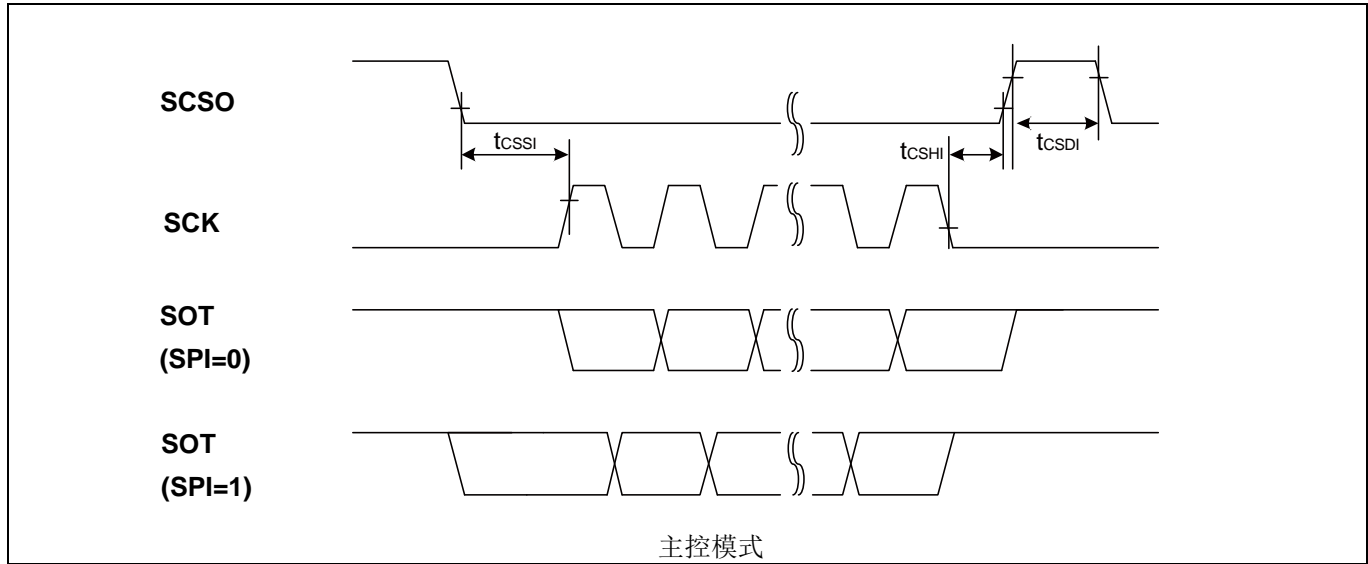 SCSO
tCSSI
tCSHI
tCSDI
SCK
SOT
(SPI=0)
SOT
(SPI=1)
主控模式